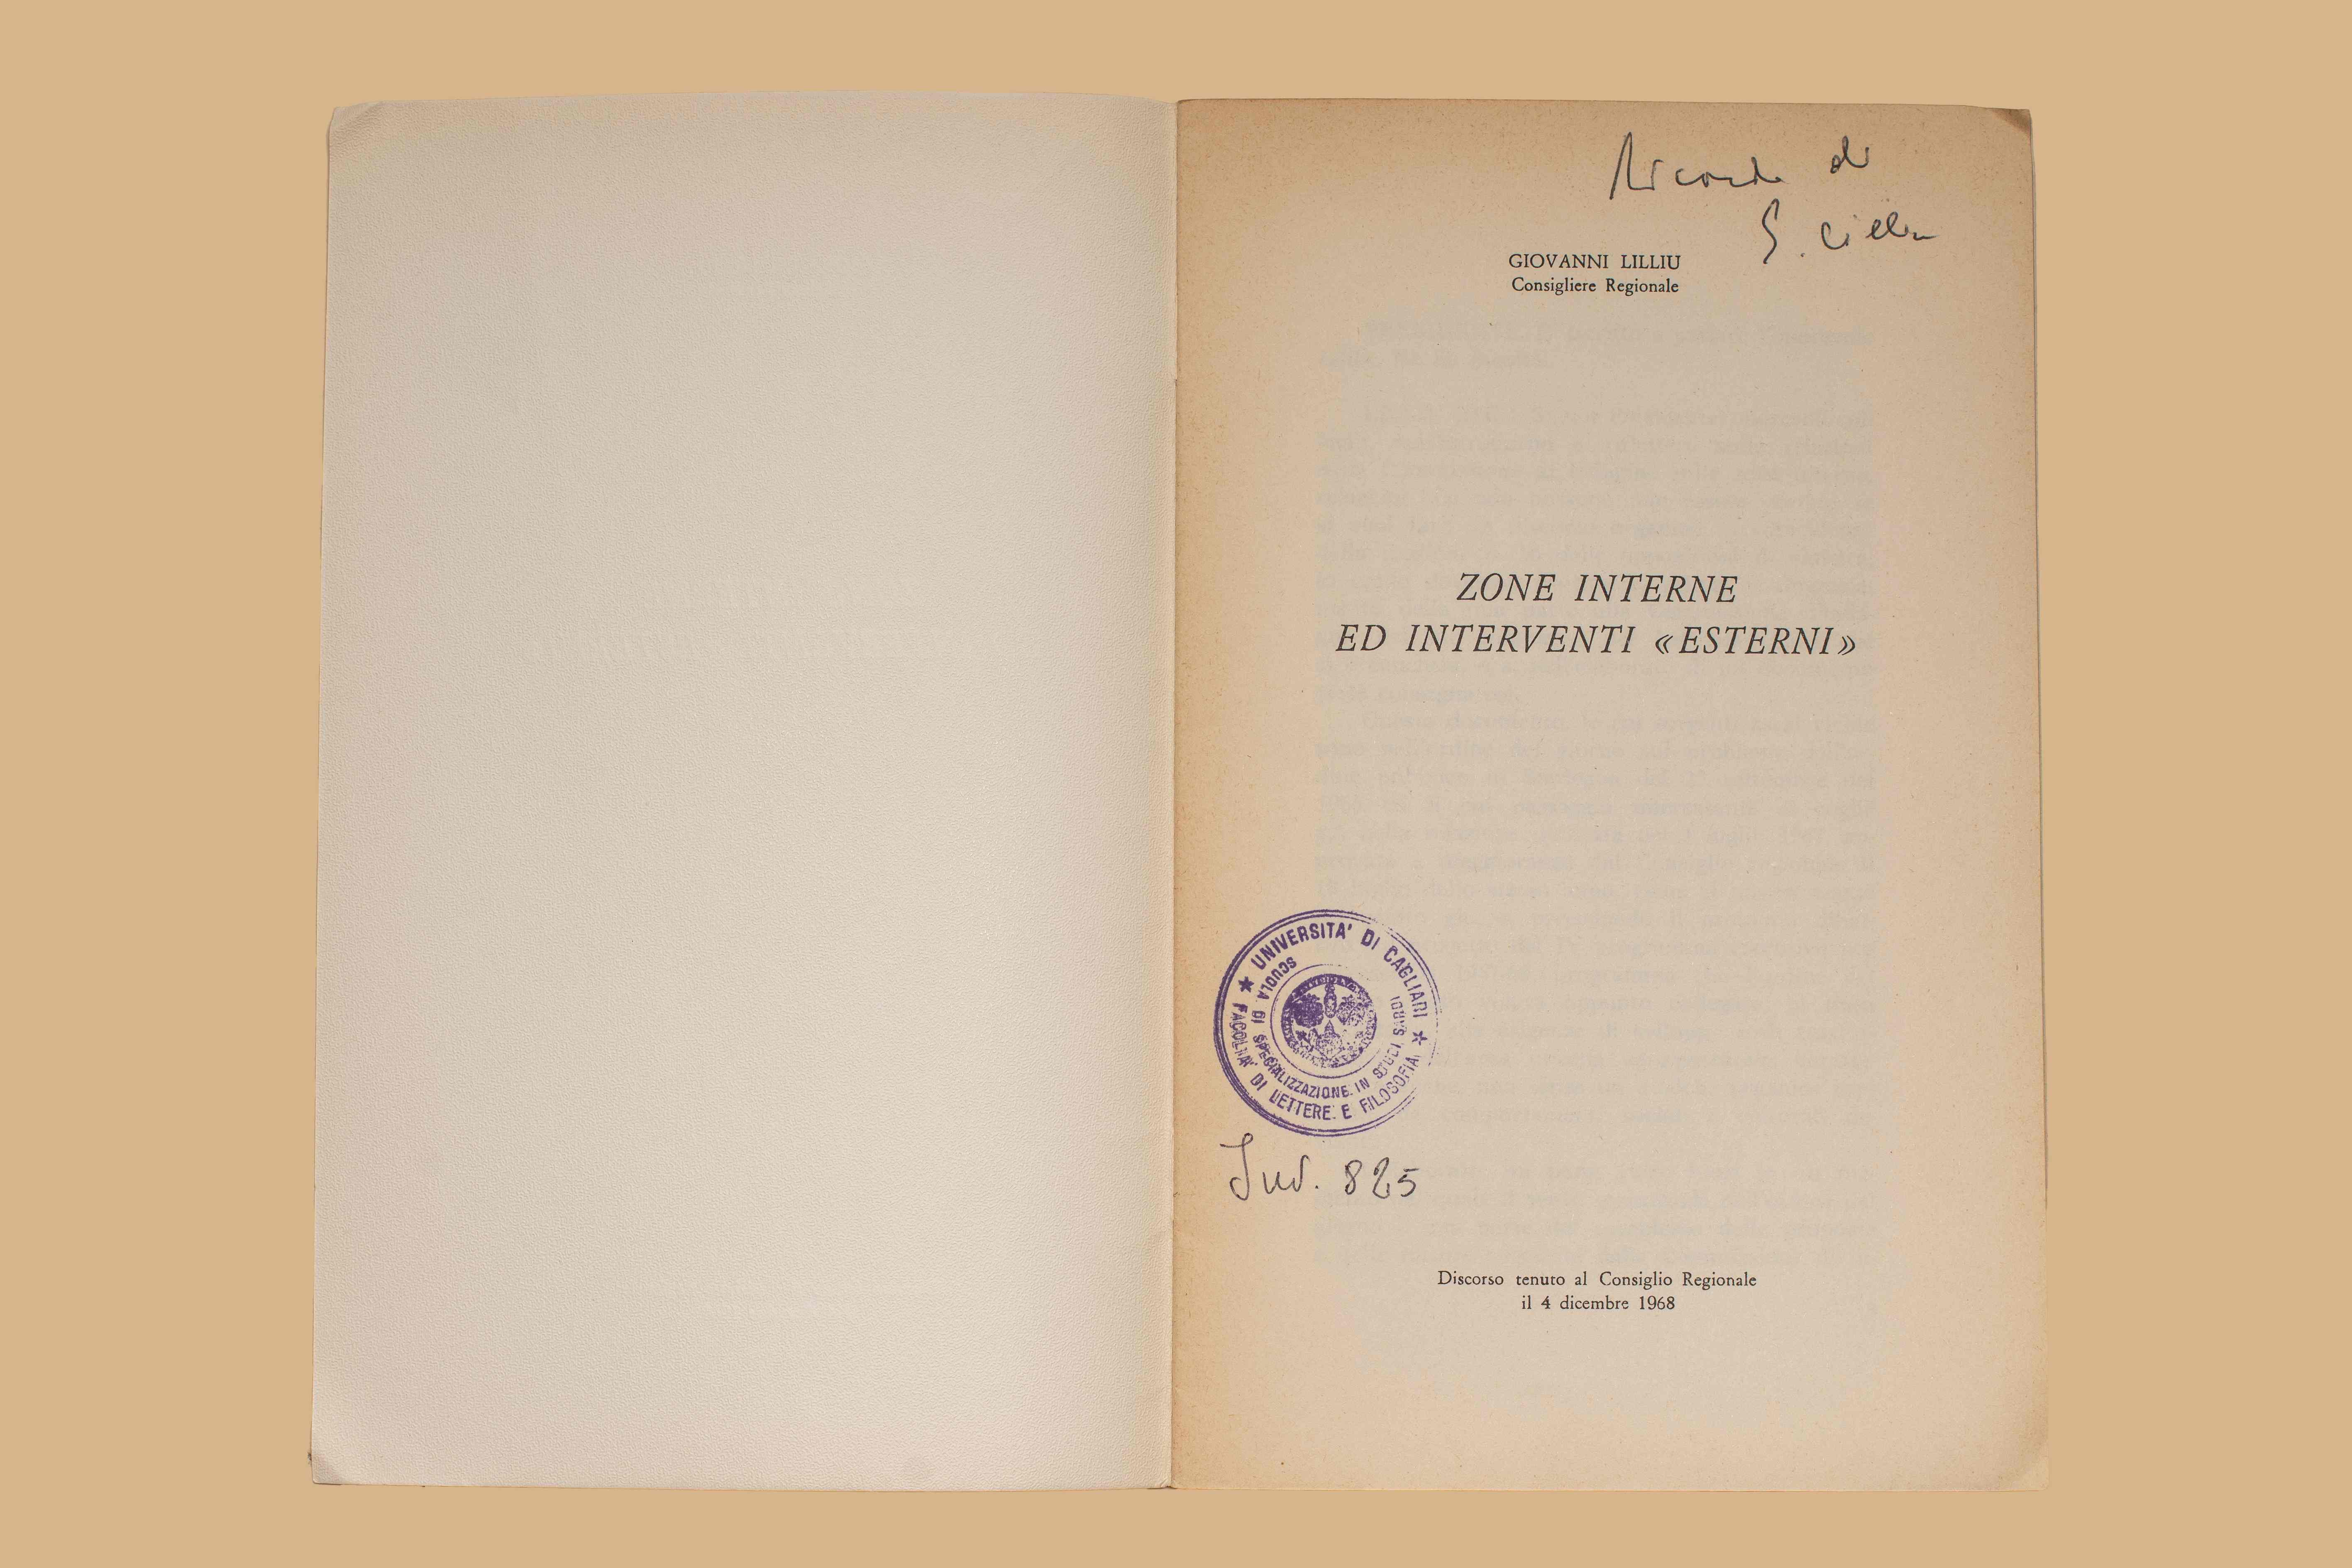 Ricordo di
G. Lilliu
GIOVANNI LILLIU
Consigliere Regionale
ZONE INTERNE
ED INTERVENTI «ESTERNI»
★ UNIVERSITA' DI CAGLIARI ★
FACOLTA' DI LETTERE E FILOSOFIA
SCUOLA DI SPECIALIZZAZIONE IN STUDI SARDI
Inv. 825
Discorso tenuto al Consiglio Regionale
il 4 dicembre 1968